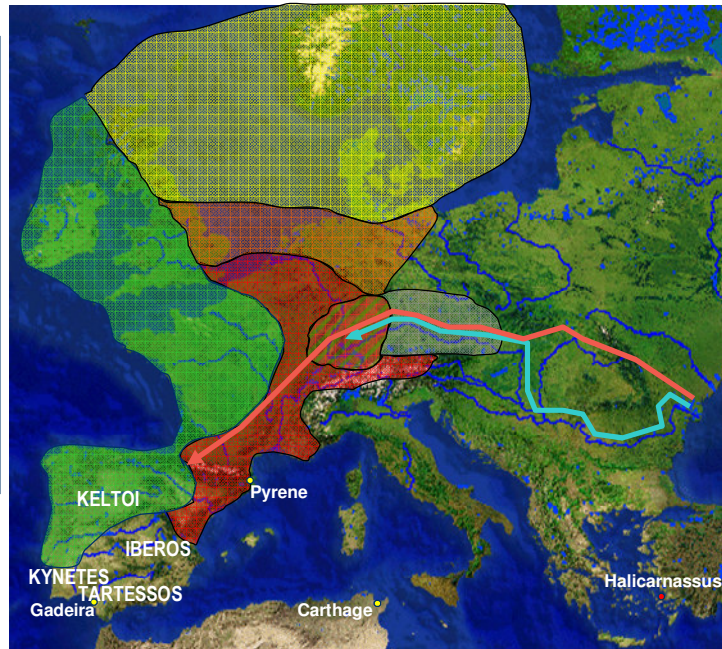 KELTOI
Pyrene
IBEROS
KYNETES
TARTESSOS
Gadeira
Carthage
Halicarnassus